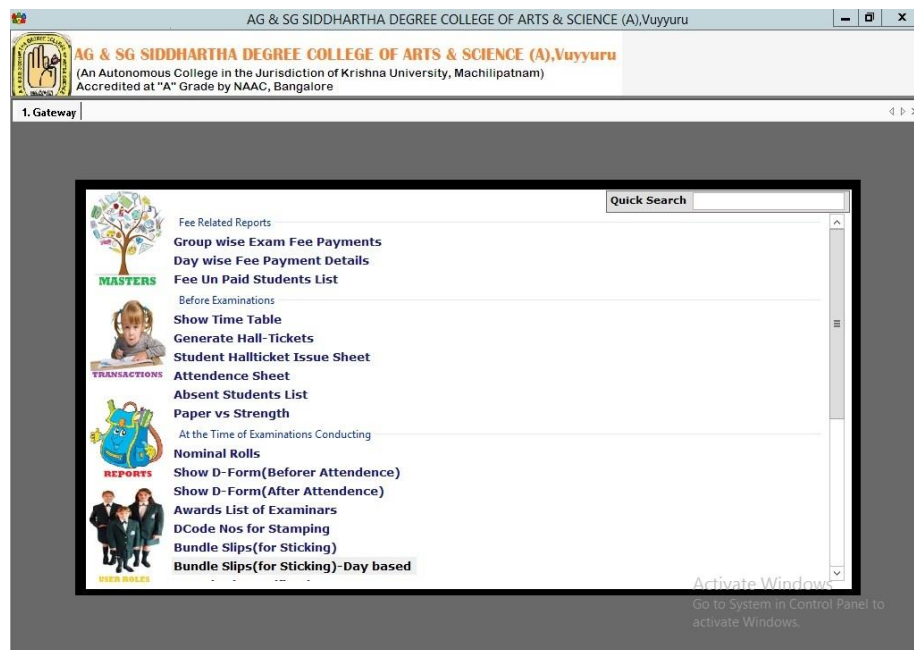 AG & SG SIDDHARTHA DEGREE COLLEGE OF ARTS & SCIENCE (A),Vuyyuru
AG & SG SIDDHARTHA DEGREE COLLEGE OF ARTS & SCIENCE (A),Vuyyuru
(An Autonomous College in the Jurisdiction of Krishna University, Machilipatnam)
Accredited at "A" Grade by NAAC, Bangalore
1. Gateway
Quick Search
MASTERS
TRANSACTIONS
REPORTS
USER ROLES
Fee Related Reports
Group wise Exam Fee Payments
Day wise Fee Payment Details
Fee Un Paid Students List
Before Examinations
Show Time Table
Generate Hall-Tickets
Student Hallticket Issue Sheet
Attendence Sheet
Absent Students List
Paper vs Strength
At the Time of Examinations Conducting
Nominal Rolls
Show D-Form(Beforer Attendence)
Show D-Form(After Attendence)
Awards List of Examinars
DCode Nos for Stamping
Bundle Slips(for Sticking)
Bundle Slips(for Sticking)-Day based
Activate Windows
Go to System in Control Panel to
activate Windows.